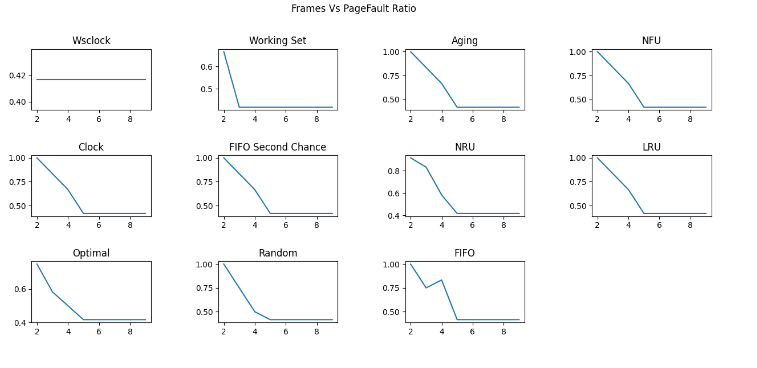 Frames Vs PageFault Ratio
Wsclock
0.42
0.40
2 4 6 8
Working Set
0.6
0.5
2 4 6 8
Aging
1.00
0.75
0.50
2 4 6 8
NFU
1.00
0.75
0.50
2 4 6 8
Clock
1.00
0.75
0.50
2 4 6 8
FIFO Second Chance
1.00
0.75
0.50
2 4 6 8
NRU
0.8
0.6
0.4
2 4 6 8
LRU
1.00
0.75
0.50
2 4 6 8
Optimal
0.6
0.4
2 4 6 8
Random
1.00
0.75
0.50
2 4 6 8
FIFO
1.00
0.75
0.50
2 4 6 8